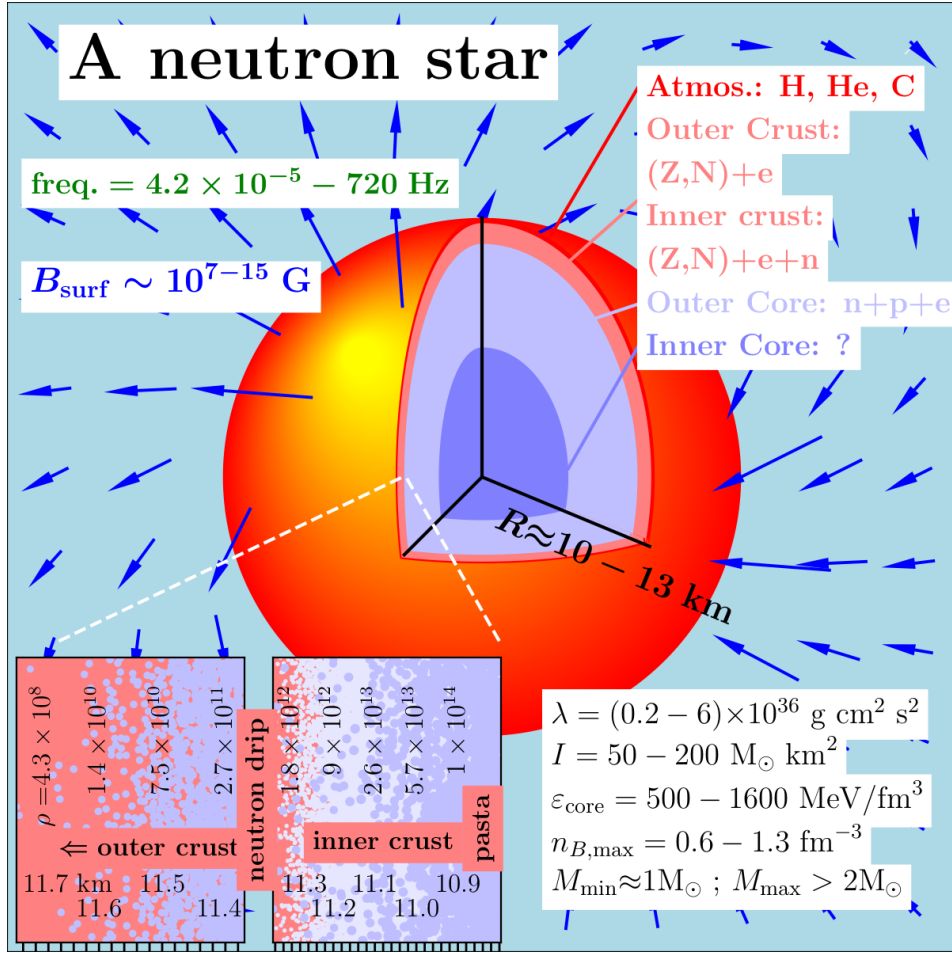 A neutron star
Atmos.: H, He, C
Outer Crust:
(Z,N)+e
Inner crust:
(Z,N)+e+n
Outer Core: n+p+e
Inner Core: ?
freq. = 4.2 × 10⁻⁵ − 720 Hz
B_surf ∼ 10⁷⁻¹⁵ G
R≈10 − 13 km
ρ =4.3 × 10⁸
1.4 × 10¹⁰
7.5 × 10¹⁰
2.7 × 10¹¹
neutron drip
1.8 × 10¹²
9 × 10¹²
2.6 × 10¹³
5.7 × 10¹³
1 × 10¹⁴
⇐ outer crust
inner crust
pasta
11.7 km
11.6
11.5
11.4
11.3
11.2
11.1
11.0
10.9
λ = (0.2 − 6)×10³⁶ g cm² s²
I = 50 − 200 M⊙ km²
ε_core = 500 − 1600 MeV/fm³
n_B,max = 0.6 − 1.3 fm⁻³
M_min≈1M⊙ ; M_max > 2M⊙